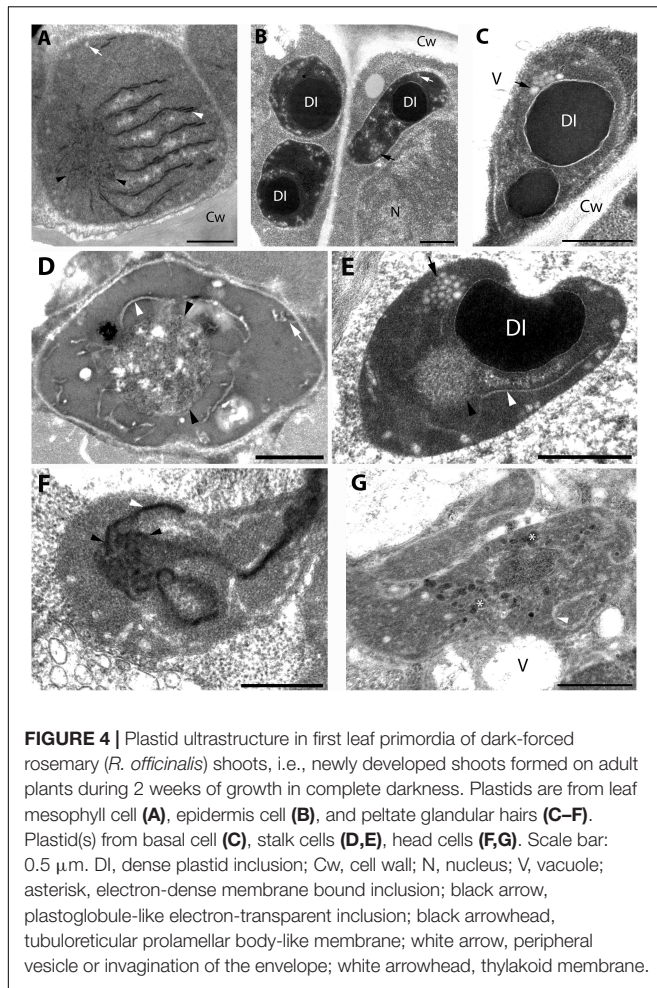 A
Cw
B
Cw
DI
DI
DI
N
C
V
DI
Cw
D
E
DI
F
G
*
*
V
FIGURE 4 | Plastid ultrastructure in first leaf primordia of dark-forced
rosemary (R. officinalis) shoots, i.e., newly developed shoots on adult
plants during 2 weeks of growth in complete darkness. Plastids are from leaf
mesophyll cell (A), epidermis cell (B), and peltate glandular hairs (C–F).
Plastid(s) from basal cell (C), stalk cells (D,E), head cells (F,G). Scale bar:
0.5 μm. DI, dense plastid inclusion; Cw, cell wall; N, nucleus; V, vacuole;
asterisk, electron-dense membrane bound inclusion; black arrow,
plastoglobule-like electron-transparent inclusion; black arrowhead,
tubuloreticular prolamellar body-like membrane; white arrow, peripheral
vesicle or invagination of the envelope; white arrowhead, thylakoid membrane.